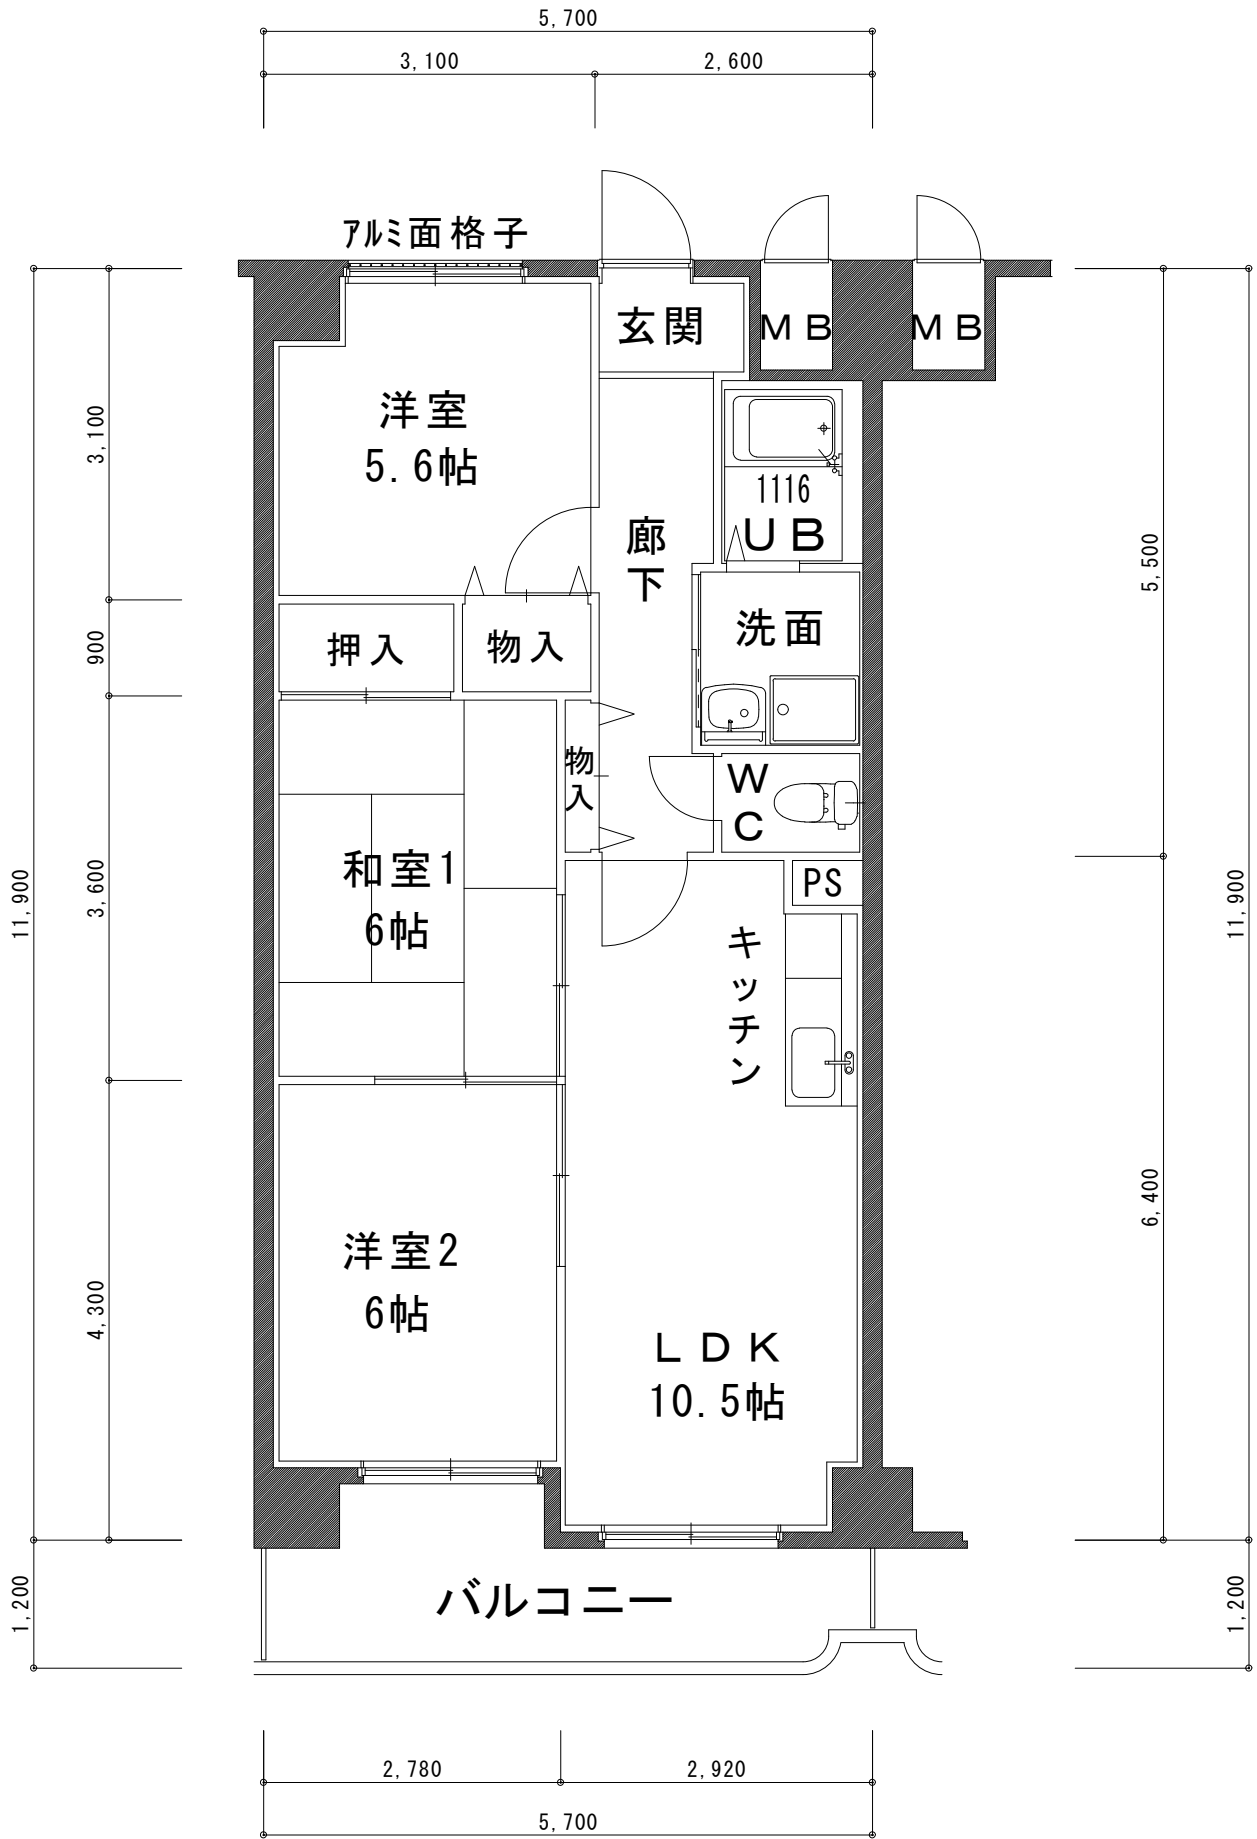 5,700
3,100
2,600
ｱﾙﾐ面格子
玄関
MB
MB
洋室
5.6帖
3,100
1116
UB
廊下
5,500
洗面
押入
物入
900
物入
WC
和室1
6帖
PS
3,600
11,900
11,900
キッチン
6,400
洋室2
6帖
4,300
LDK
10.5帖
バルコニー
1,200
1,200
2,780
2,920
5,700